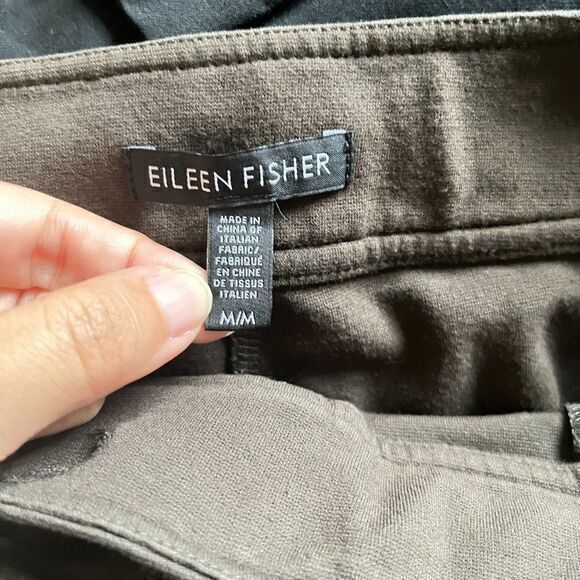 EILEEN FISHER
MADE IN
CHINA OF
ITALIAN
FABRIC/
FABRIQUÉ
EN CHINE
DE TISSUS
ITALIEN
M/M